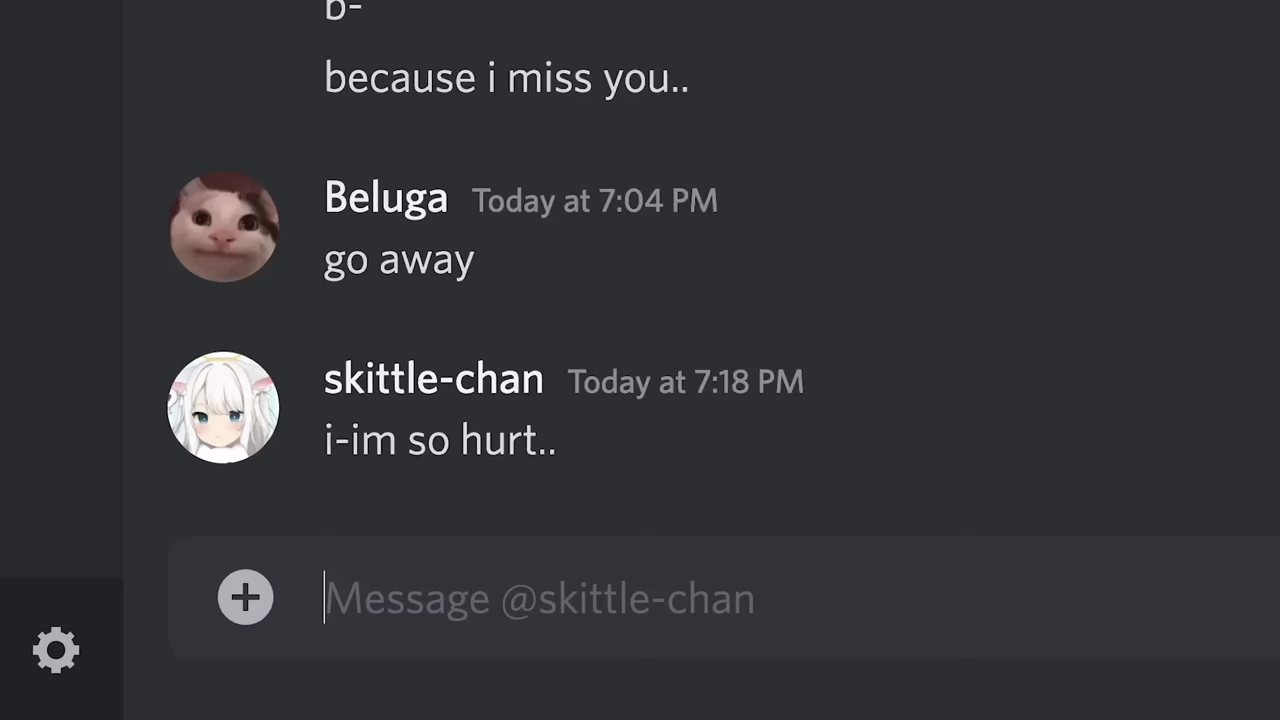 b-
because i miss you..
Beluga Today at 7:04 PM
go away
skittle-chan Today at 7:18 PM
i-im so hurt..
Message @skittle-chan